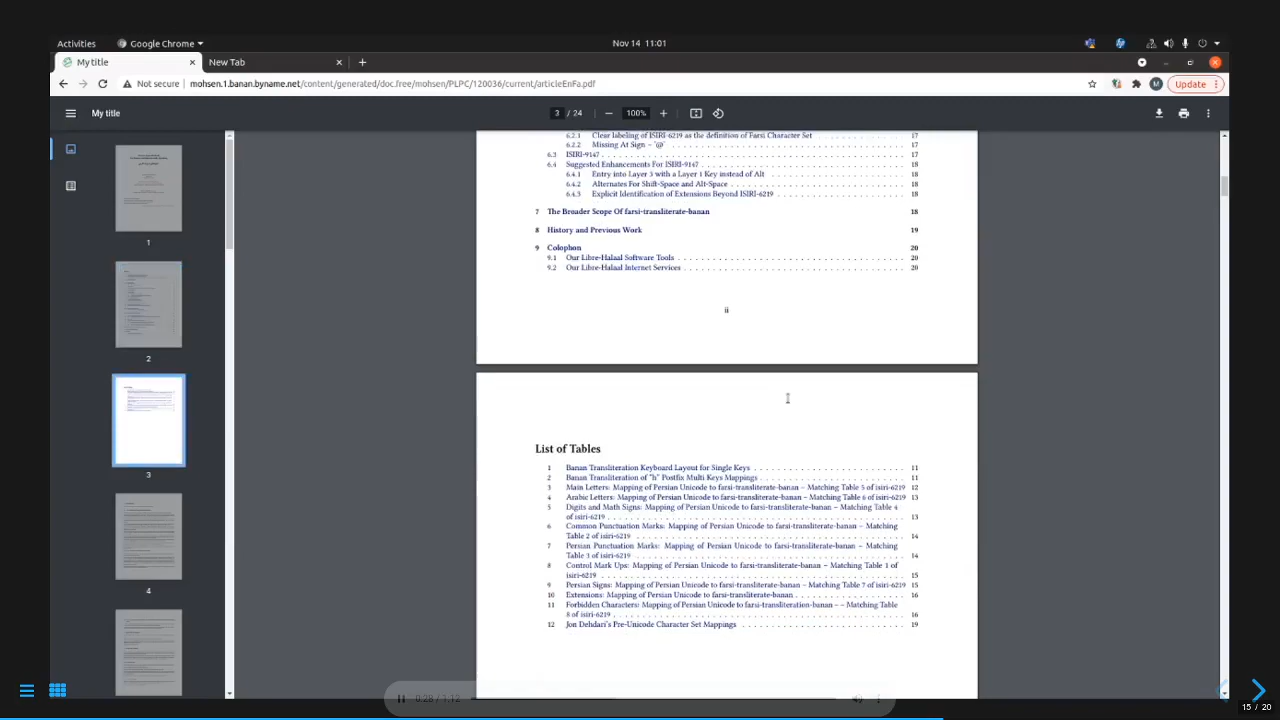 Activities
Google Chrome
Nov 14 11:01
My title
New Tab
Not secure
mohsen.1.banan.byname.net/content/generated/doc.free/mohsen/PLPC/120036/current/articleEnFa.pdf
M
Update
My title
3 / 24
100%
1
2
3
4
6.2.1 Clear labeling of ISIRI-6219 as the definition of Farsi Character Set 17
6.2.2 Missing At Sign – '@' 17
6.3 ISIRI-9147 17
6.4 Suggested Enhancements For ISIRI-9147 18
6.4.1 Entry into Layer 3 with a Layer 1 Key instead of Alt 18
6.4.2 Alternates For Shift-Space and Alt-Space 18
6.4.3 Explicit Identification of Extensions Beyond ISIRI-6219 18
7 The Broader Scope Of farsi-transliterate-banan 18
8 History and Previous Work 19
9 Colophon 20
9.1 Our Libre-Halaal Software Tools 20
9.2 Our Libre-Halaal Internet Services 20
ii
List of Tables
1 Banan Transliteration Keyboard Layout for Single Keys 11
2 Banan Transliteration of "h" Postfix Multi Keys Mappings 11
3 Main Letters: Mapping of Persian Unicode to farsi-transliterate-banan – Matching Table 5 of isiri-6219 12
4 Arabic Letters: Mapping of Persian Unicode to farsi-transliterate-banan – Matching Table 6 of isiri-6219 13
5 Digits and Math Signs: Mapping of Persian Unicode to farsi-transliterate-banan – Matching Table 4
of isiri-6219 13
6 Common Punctuation Marks: Mapping of Persian Unicode to farsi-transliterate-banan – Matching
Table 2 of isiri-6219 14
7 Persian Punctuation Marks: Mapping of Persian Unicode to farsi-transliterate-banan – Matching
Table 3 of isiri-6219 14
8 Control Mark Ups: Mapping of Persian Unicode to farsi-transliterate-banan – Matching Table 1 of
isiri-6219 15
9 Persian Signs: Mapping of Persian Unicode to farsi-transliterate-banan – Matching Table 7 of isiri-6219 15
10 Extensions: Mapping of Persian Unicode to farsi-transliterate-banan 16
11 Forbidden Characters: Mapping of Persian Unicode to farsi-transliteration-banan - – Matching Table
8 of isiri-6219 16
12 Jon Dehdari's Pre-Unicode Character Set Mappings 19
0:28 / 1:12
15 / 20